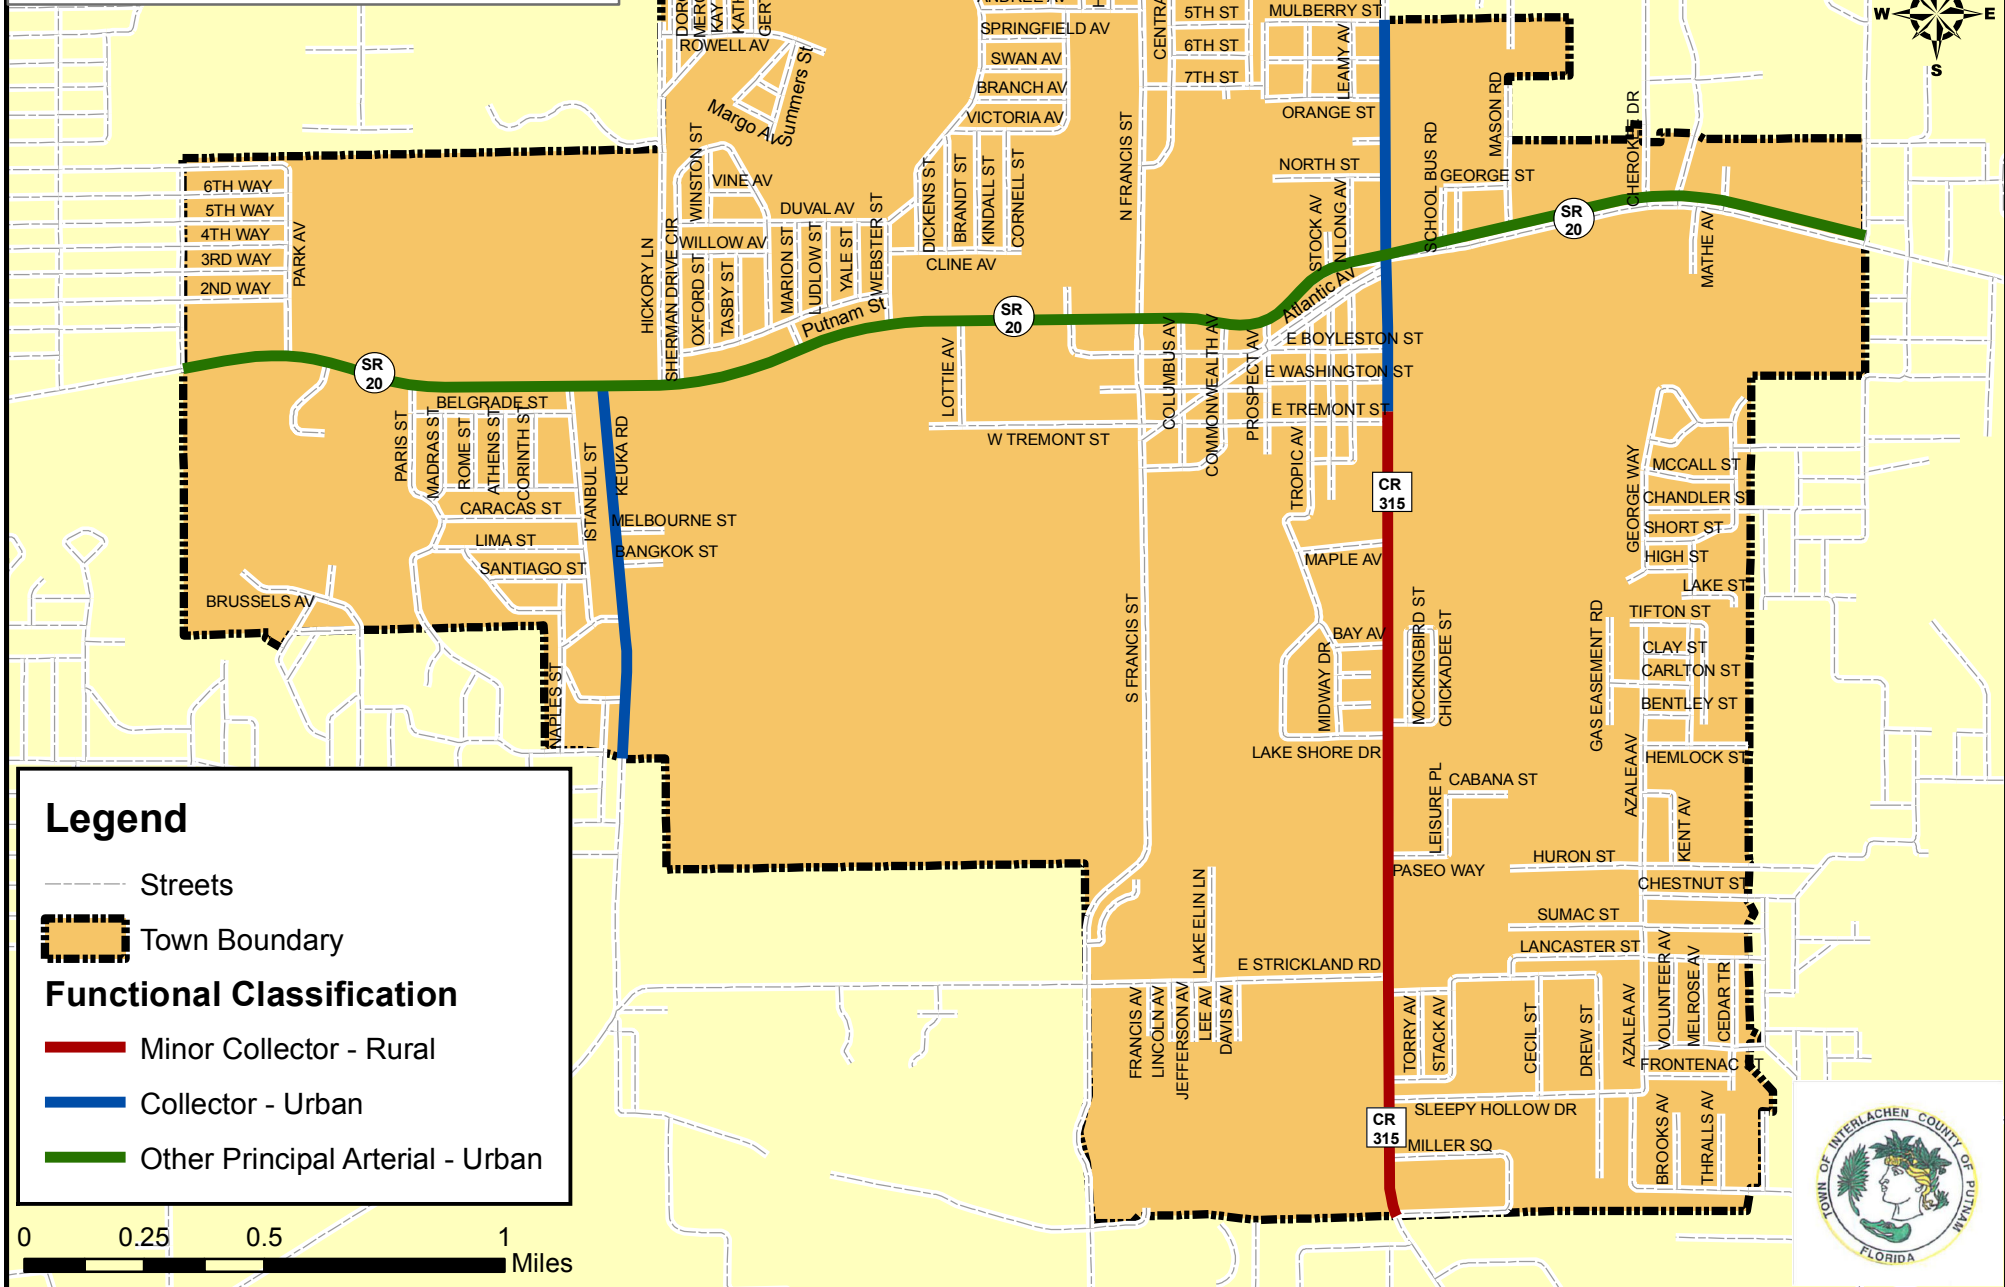 ROWELL AV
Summers St
Margo Av
SPRINGFIELD AV
SWAN AV
BRANCH AV
VICTORIA AV
5TH ST
6TH ST
7TH ST
MULBERRY ST
LEAMY AV
ORANGE ST
NORTH ST
MASON RD
SCHOOL BUS RD
GEORGE ST
CHEROKEE DR
W
E
S
6TH WAY
5TH WAY
4TH WAY
3RD WAY
2ND WAY
PARK AV
HICKORY LN
SHERMAN DRIVE CIR
WINSTON ST
VINE AV
DUVAL AV
WILLOW AV
OXFORD ST
TASBY ST
MARION ST
LUDLOW ST
YALE ST
WEBSTER ST
Putnam St
DICKENS ST
BRANDT ST
KINDALL ST
CORNELL ST
CLINE AV
N FRANCIS ST
STOCK AV
N LONG AV
Atlantic Av
MATHE AV
SR
20
SR
20
SR
20
E BOYLESTON ST
E WASHINGTON ST
E TREMONT ST
W TREMONT ST
LOTTIE AV
COLUMBUS AV
COMMONWEALTH AV
PROSPECT AV
TROPIC AV
BELGRADE ST
PARIS ST
MADRAS ST
ROME ST
ATHENS ST
CORINTH ST
ISTANBUL ST
KEUKA RD
CARACAS ST
LIMA ST
SANTIAGO ST
MELBOURNE ST
BANGKOK ST
BRUSSELS AV
NAPLES ST
CR
315
MAPLE AV
BAY AV
MIDWAY DR
LAKE SHORE DR
MOCKINGBIRD ST
CHICKADEE ST
S FRANCIS ST
GEORGE WAY
MCCALL ST
CHANDLER S
SHORT ST
HIGH ST
LAKE ST
TIFTON ST
CLAY ST
CARLTON ST
BENTLEY ST
HEMLOCK ST
GAS EASEMENT RD
AZALEA AV
KENT AV
LEISURE PL
CABANA ST
PASEO WAY
HURON ST
CHESTNUT ST
SUMAC ST
LANCASTER ST
LAKE ELIN LN
E STRICKLAND RD
FRANCIS AV
LINCOLN AV
JEFFERSON AV
LEE AV
DAVIS AV
TORRY AV
STACK AV
CECIL ST
DREW ST
AZALEA AV
VOLUNTEER AV
MELROSE AV
CEDAR TR
FRONTENAC ST
SLEEPY HOLLOW DR
MILLER SQ
BROOKS AV
THRALLS AV
CR
315
Legend
Streets
Town Boundary
Functional Classification
Minor Collector - Rural
Collector - Urban
Other Principal Arterial - Urban
0 0.25 0.5 1
Miles
TOWN OF INTERLACHEN COUNTY OF PUTNAM
FLORIDA